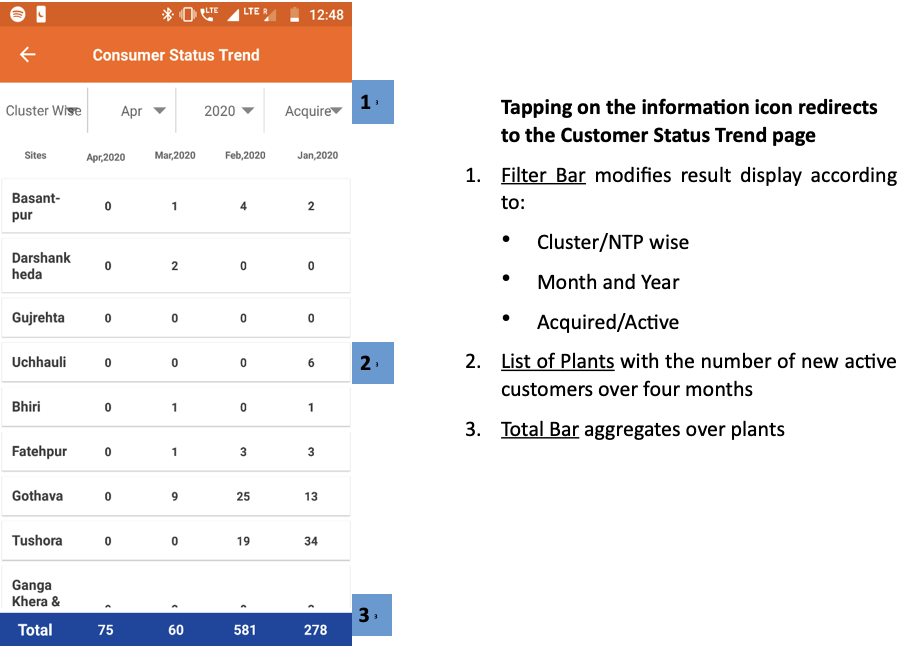 LTE LTE R 12:48
Consumer Status Trend
Cluster Wise Apr 2020 Acquire
1
Sites Apr,2020 Mar,2020 Feb,2020 Jan,2020
Basant-
pur 0 1 4 2
Darshank
heda 0 2 0 0
Gujrehta 0 0 0 0
Uchhauli 0 0 0 6
2
Bhiri 0 1 0 1
Fatehpur 0 1 3 3
Gothava 0 9 25 13
Tushora 0 0 19 34
Ganga
Khera &
3
Total 75 60 581 278
Tapping on the information icon redirects
to the Customer Status Trend page
1. Filter Bar modifies result display according
to:
• Cluster/NTP wise
• Month and Year
• Acquired/Active
2. List of Plants with the number of new active
customers over four months
3. Total Bar aggregates over plants